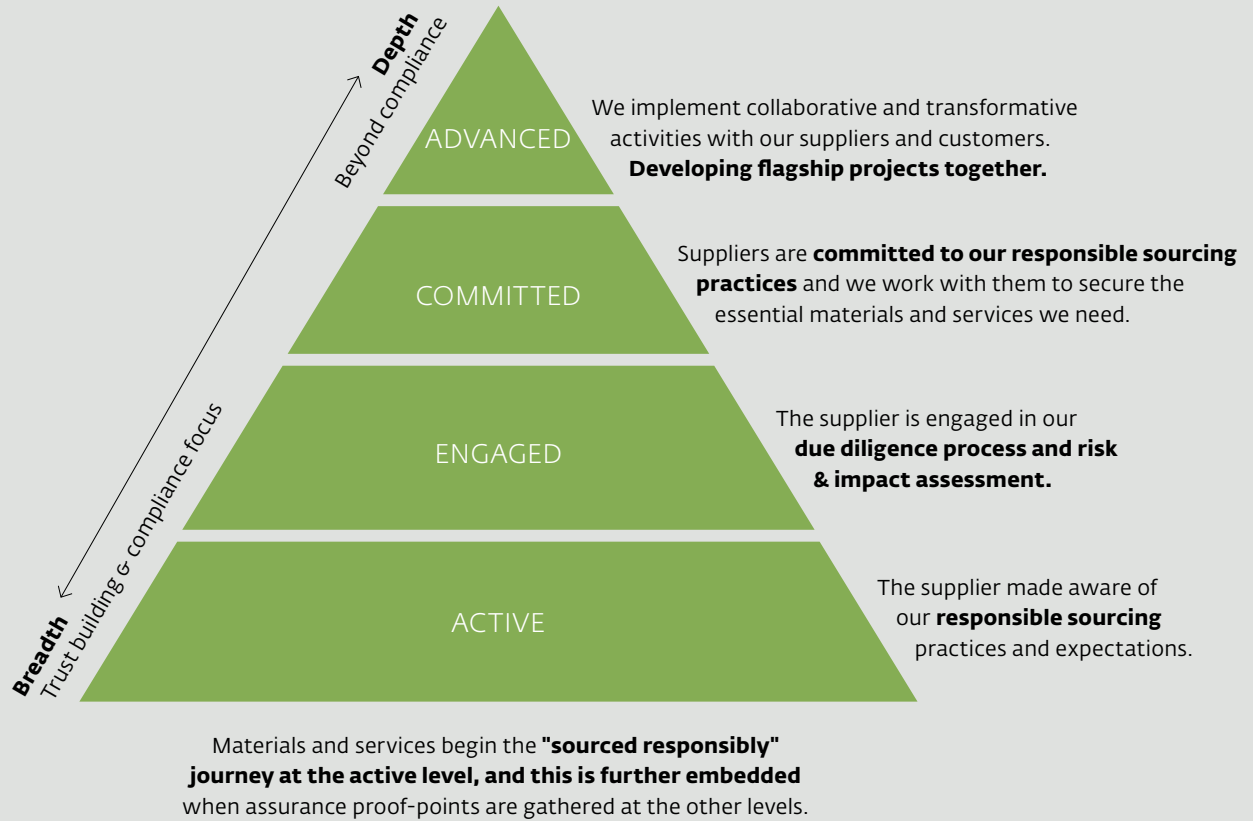 Depth
Beyond compliance
ADVANCED
We implement collaborative and transformative
activities with our suppliers and customers.
Developing flagship projects together.
COMMITTED
Suppliers are committed to our responsible sourcing
practices and we work with them to secure the
essential materials and services we need.
ENGAGED
The supplier is engaged in our
due diligence process and risk
& impact assessment.
Breadth
Trust building & compliance focus
ACTIVE
The supplier made aware of
our responsible sourcing
practices and expectations.
Materials and services begin the "sourced responsibly"
journey at the active level, and this is further embedded
when assurance proof-points are gathered at the other levels.